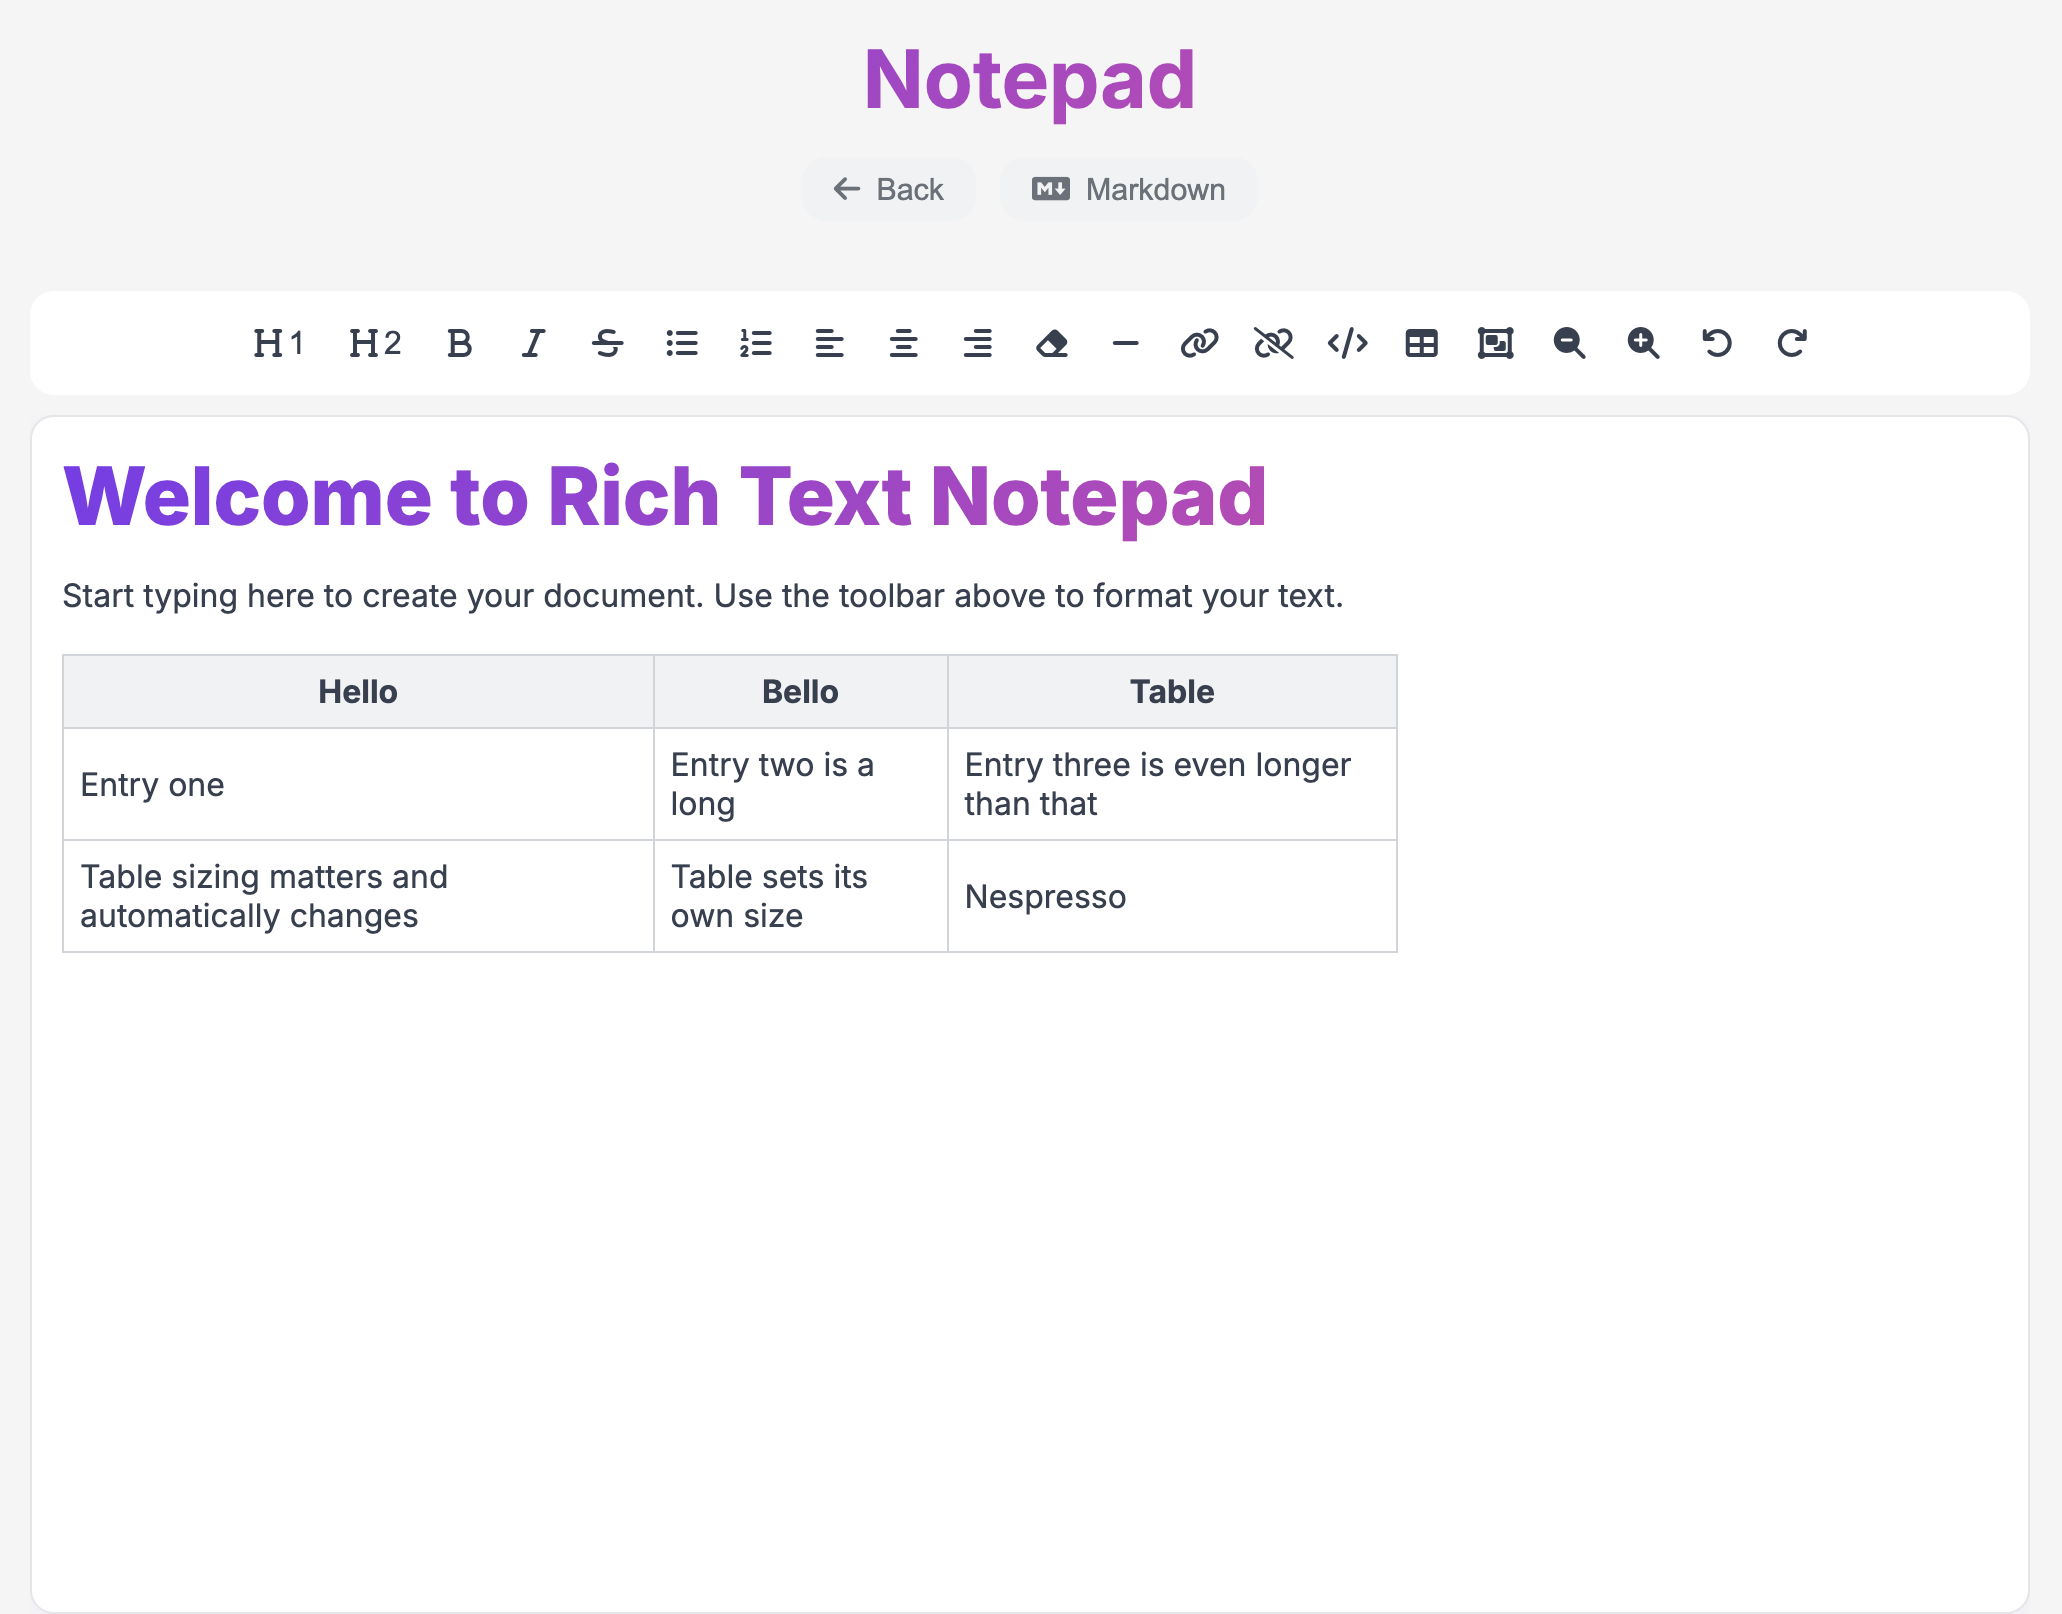 Notepad
Back
Markdown
H1 H2 B I S
Welcome to Rich Text Notepad
Start typing here to create your document. Use the toolbar above to format your text.
Hello Bello Table
Entry one
Entry two is a
long
Entry three is even longer
than that
Table sizing matters and
automatically changes
Table sets its
own size
Nespresso